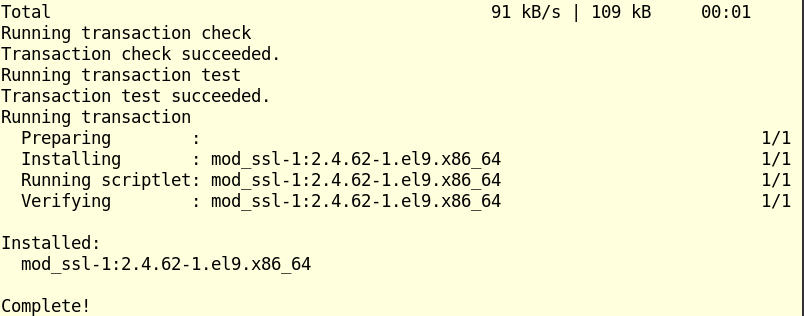 Total                                            91 kB/s | 109 kB     00:01
Running transaction check
Transaction check succeeded.
Running transaction test
Transaction test succeeded.
Running transaction
  Preparing        :                                                        1/1
  Installing       : mod_ssl-1:2.4.62-1.el9.x86_64                          1/1
  Running scriptlet: mod_ssl-1:2.4.62-1.el9.x86_64                          1/1
  Verifying        : mod_ssl-1:2.4.62-1.el9.x86_64                          1/1

Installed:
  mod_ssl-1:2.4.62-1.el9.x86_64

Complete!